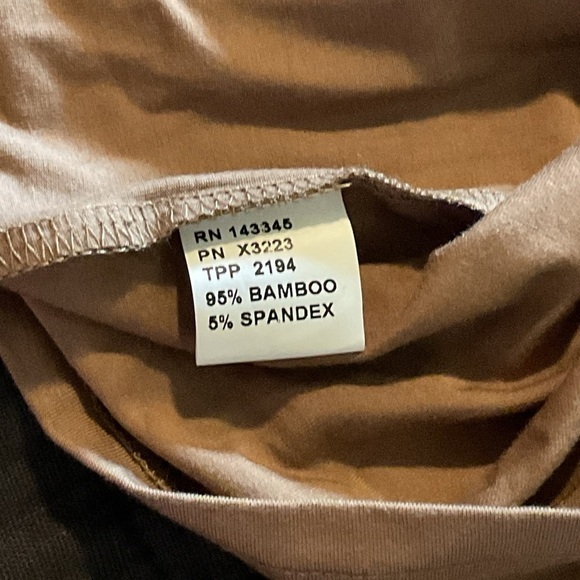 RN 143345
PN X3223
TPP 2194
95% BAMBOO
5% SPANDEX